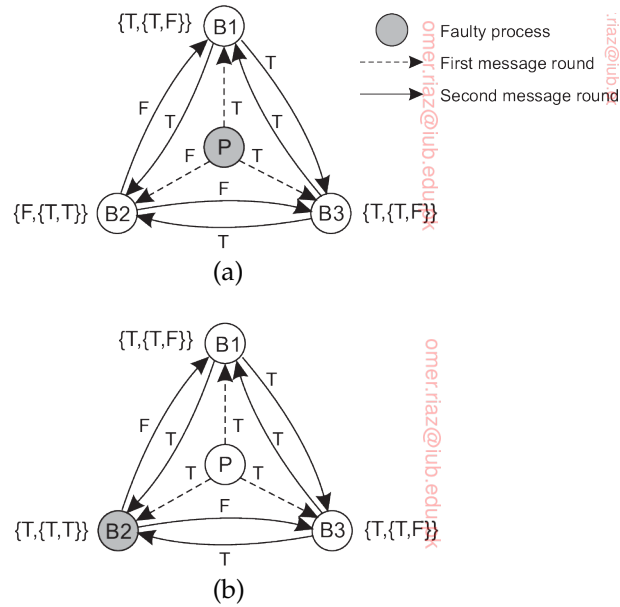 {T,{T,F}}
B1
Faulty process
First message round
Second message round
T
F
T
T
T
P
F
T
F
B2
B3
{F,{T,T}}
{T,{T,F}}
T
(a)
omer.riaz@iub.edu.pk
{T,{T,F}}
B1
T
F
T
T
T
P
T
T
F
B2
B3
{T,{T,T}}
{T,{T,F}}
T
(b)
omer.riaz@iub.edu.pk